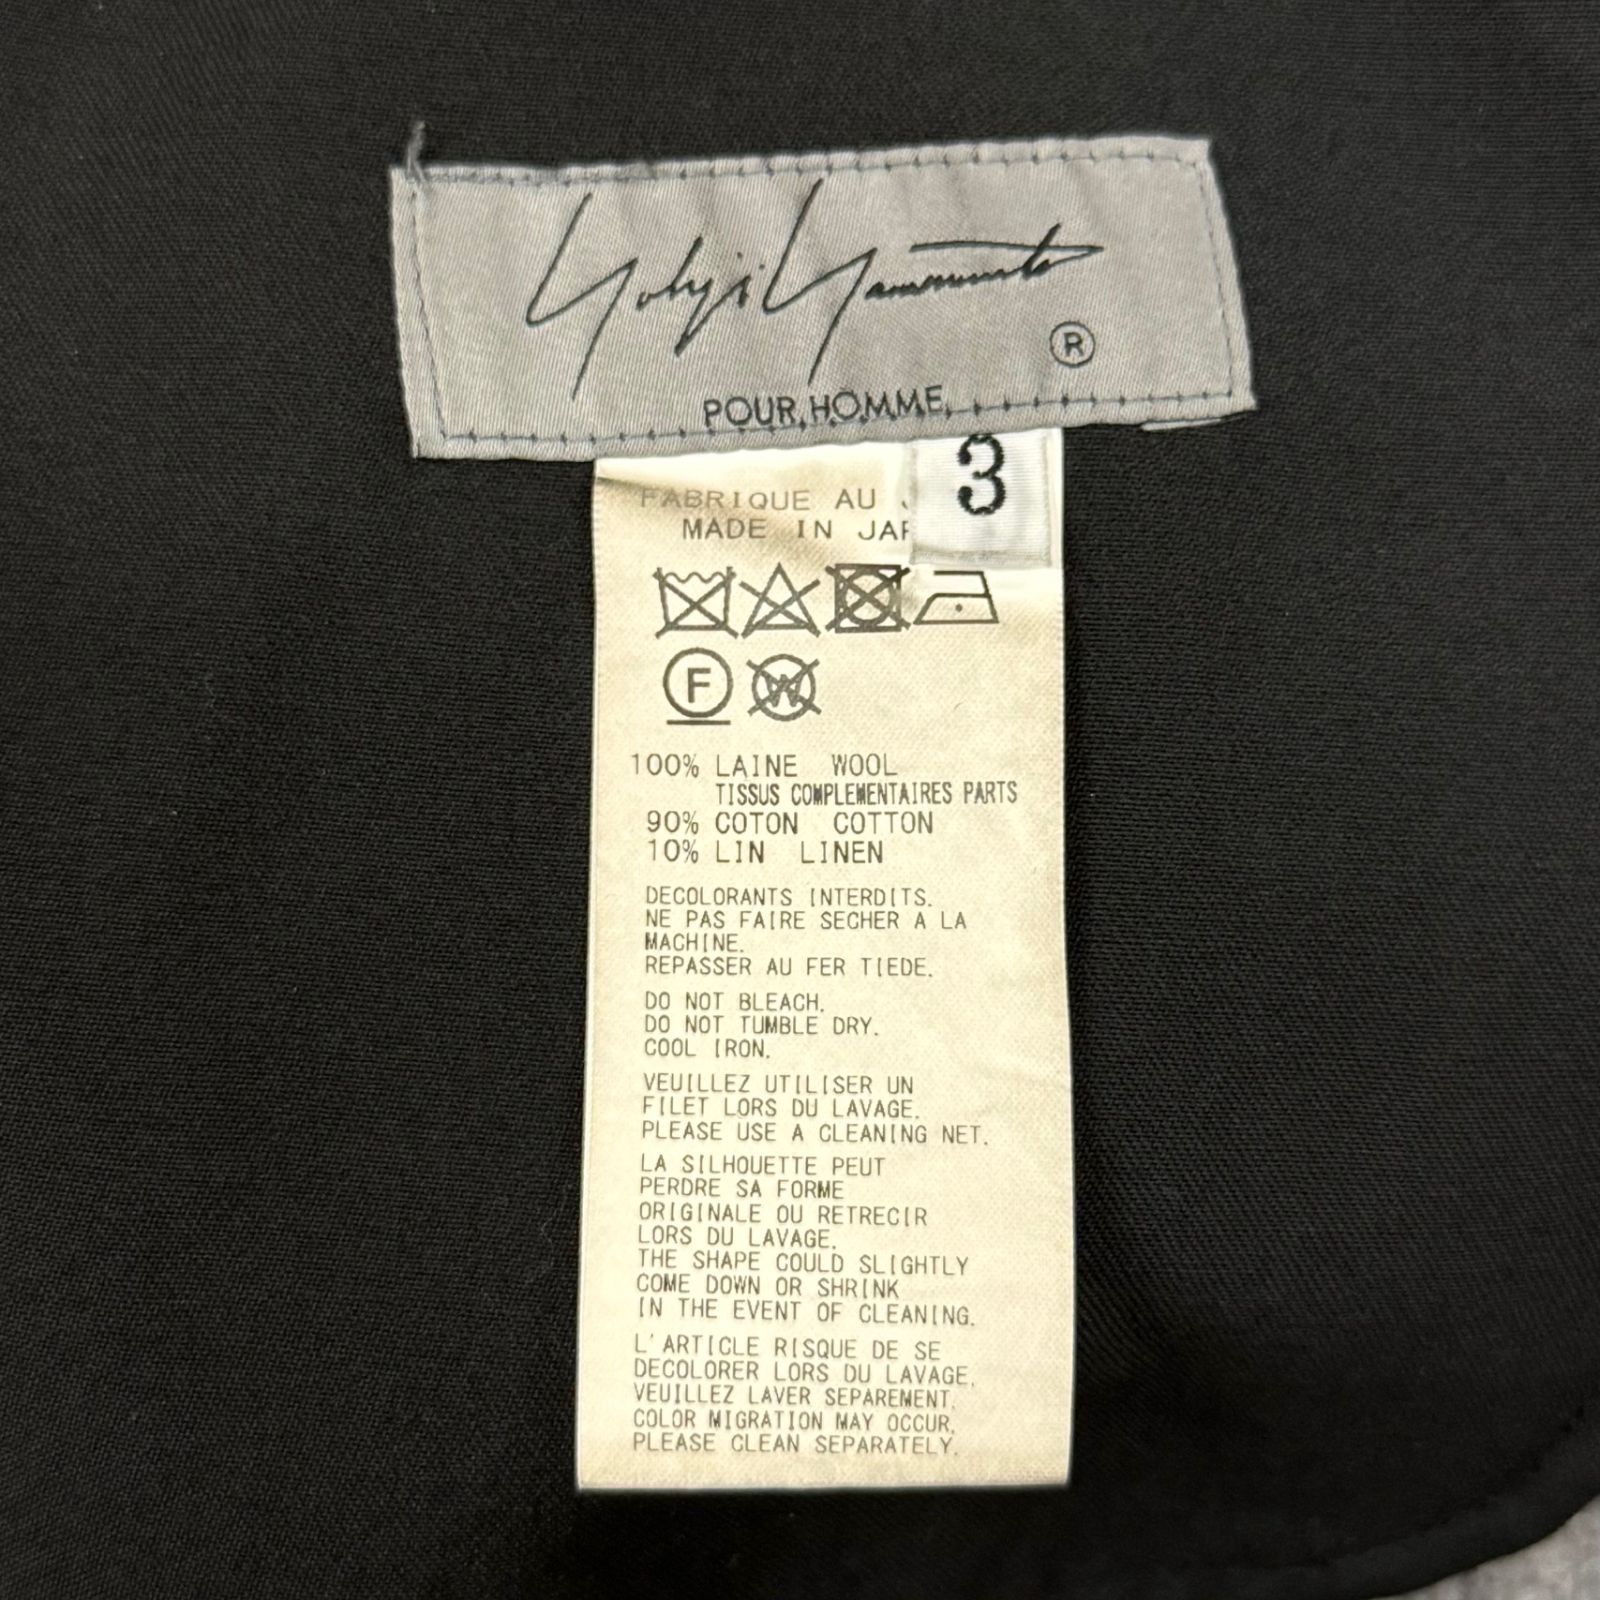 Yohji Yamamoto
®
POUR HOMME
3
FABRIQUE AU
MADE IN
F W
100% LAINE WOOL
TISSUS COMPLEMENTAIRES PARTS
90% COTON COTTON
10% LIN LINEN
DECOLORANTS INTERDITS.
NE PAS FAIRE SECHER A LA
MACHINE.
REPASSER AU FER TIEDE.
DO NOT BLEACH.
DO NOT TUMBLE DRY.
COOL IRON.
VEUILLEZ UTILISER UN
FILET LORS DU LAVAGE.
PLEASE USE A CLEANING NET.
LA SILHOUETTE PEUT
PERDRE SA FORME
ORIGINALE OU RETRECIR
LORS DU LAVAGE.
THE SHAPE COULD SLIGHTLY
COME DOWN OR SHRINK
IN THE EVENT OF CLEANING.
L'ARTICLE RISQUE DE SE
DECOLORER LORS DU LAVAGE.
VEUILLEZ LAVER SEPAREMENT.
COLOR MIGRATION MAY OCCUR.
PLEASE CLEAN SEPARATELY.